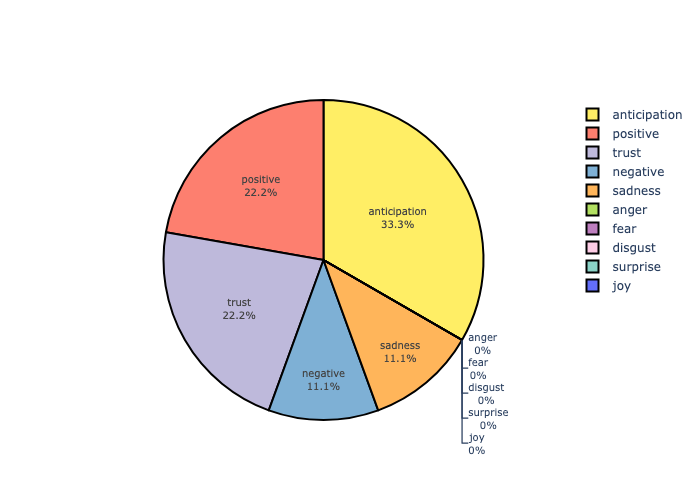 positive
22.2%
anticipation
33.3%
trust
22.2%
negative
11.1%
sadness
11.1%
anger
0%
fear
0%
disgust
0%
surprise
0%
joy
0%
anticipation
positive
trust
negative
sadness
anger
fear
disgust
surprise
joy